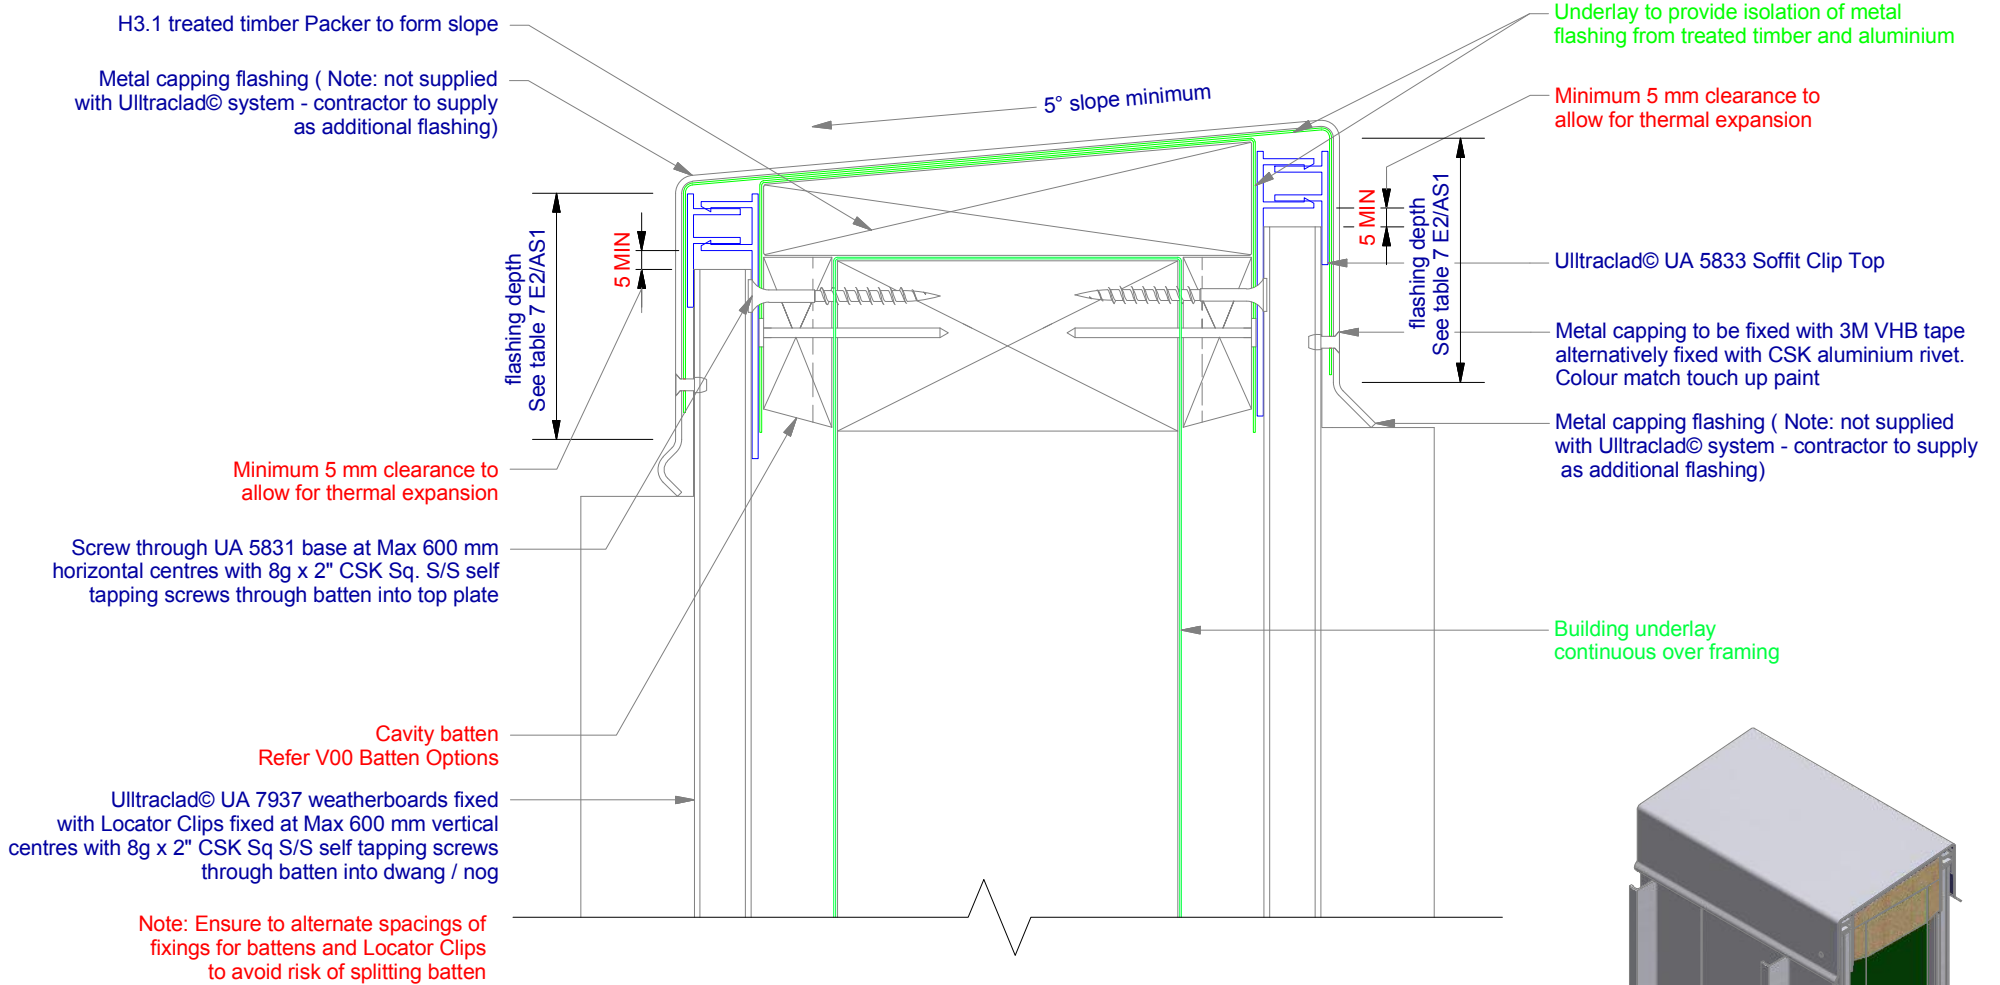 H3.1 treated timber Packer to form slope
Metal capping flashing ( Note: not supplied
with Ulltraclad© system - contractor to supply
as additional flashing)
5° slope minimum
Underlay to provide isolation of metal
flashing from treated timber and aluminium
Minimum 5 mm clearance to
allow for thermal expansion
flashing depth
See table 7 E2/AS1
5 MIN
5 MIN
flashing depth
See table 7 E2/AS1
Ulltraclad© UA 5833 Soffit Clip Top
Metal capping to be fixed with 3M VHB tape
alternatively fixed with CSK aluminium rivet.
Colour match touch up paint
Metal capping flashing ( Note: not supplied
with Ulltraclad© system - contractor to supply
as additional flashing)
Minimum 5 mm clearance to
allow for thermal expansion
Screw through UA 5831 base at Max 600 mm
horizontal centres with 8g x 2" CSK Sq. S/S self
tapping screws through batten into top plate
Building underlay
continuous over framing
Cavity batten
Refer V00 Batten Options
Ulltraclad© UA 7937 weatherboards fixed
with Locator Clips fixed at Max 600 mm vertical
centres with 8g x 2" CSK Sq S/S self tapping screws
through batten into dwang / nog
Note: Ensure to alternate spacings of
fixings for battens and Locator Clips
to avoid risk of splitting batten